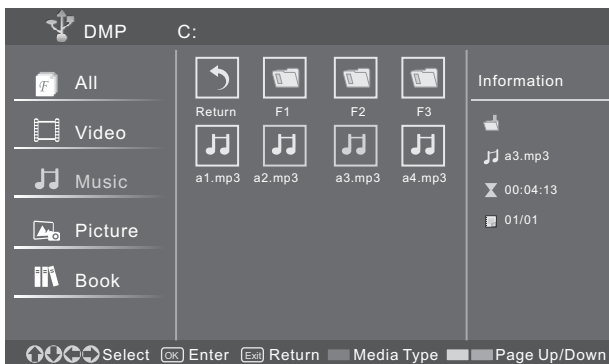 DMP C:
All
Video
Music
Picture
Book
Return F1 F2 F3
a1.mp3 a2.mp3 a3.mp3 a4.mp3
Information
a3.mp3
00:04:13
01/01
Select OK Enter Exit Return Media Type Page Up/Down